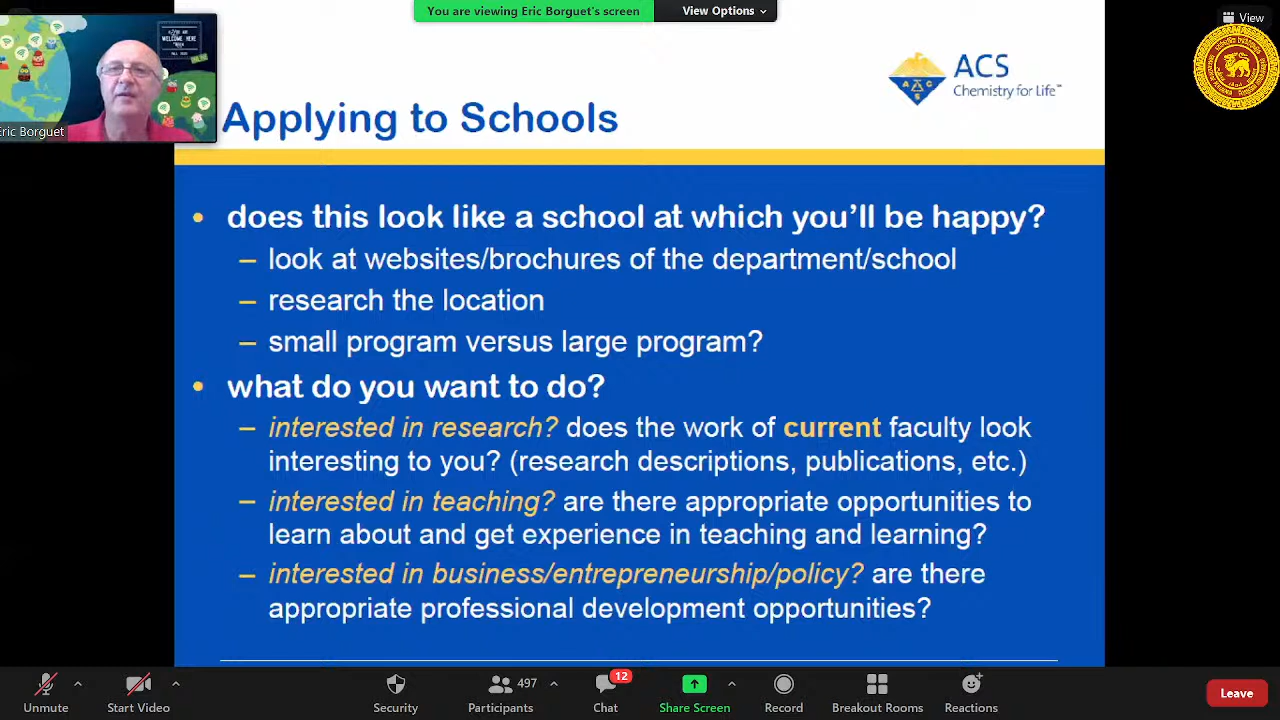 You are viewing Eric Borguet's screen
View Options
View
WELCOME HERE
Eric Borguet
ACS
Chemistry for Life™
Applying to Schools
• does this look like a school at which you'll be happy?
– look at websites/brochures of the department/school
– research the location
– small program versus large program?
• what do you want to do?
– interested in research? does the work of current faculty look
interesting to you? (research descriptions, publications, etc.)
– interested in teaching? are there appropriate opportunities to
learn about and get experience in teaching and learning?
– interested in business/entrepreneurship/policy? are there
appropriate professional development opportunities?
Unmute
Start Video
Security
497
Participants
12
Chat
Share Screen
Record
Breakout Rooms
Reactions
Leave